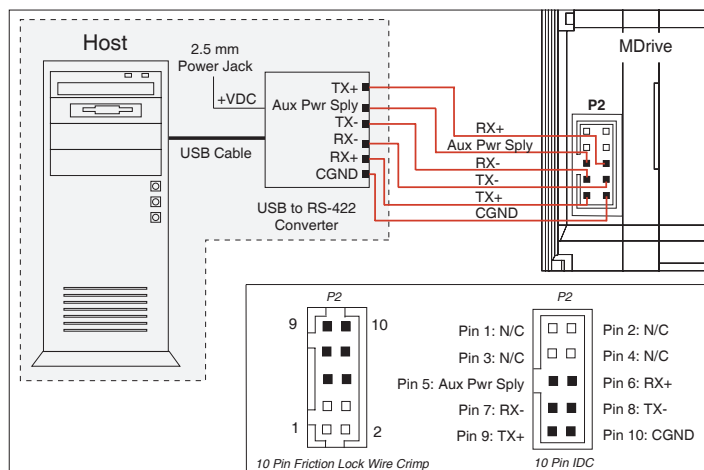 Host
2.5 mm
Power Jack
+VDC
USB Cable
TX+
Aux Pwr Sply
TX-
RX-
RX+
CGND
USB to RS-422
Converter
MDrive
P2
RX+
Aux Pwr Sply
RX-
TX-
TX+
CGND
P2
9
10
1
2
10 Pin Friction Lock Wire Crimp
P2
Pin 1: N/C
Pin 2: N/C
Pin 3: N/C
Pin 4: N/C
Pin 5: Aux Pwr Sply
Pin 6: RX+
Pin 7: RX-
Pin 8: TX-
Pin 9: TX+
Pin 10: CGND
10 Pin IDC